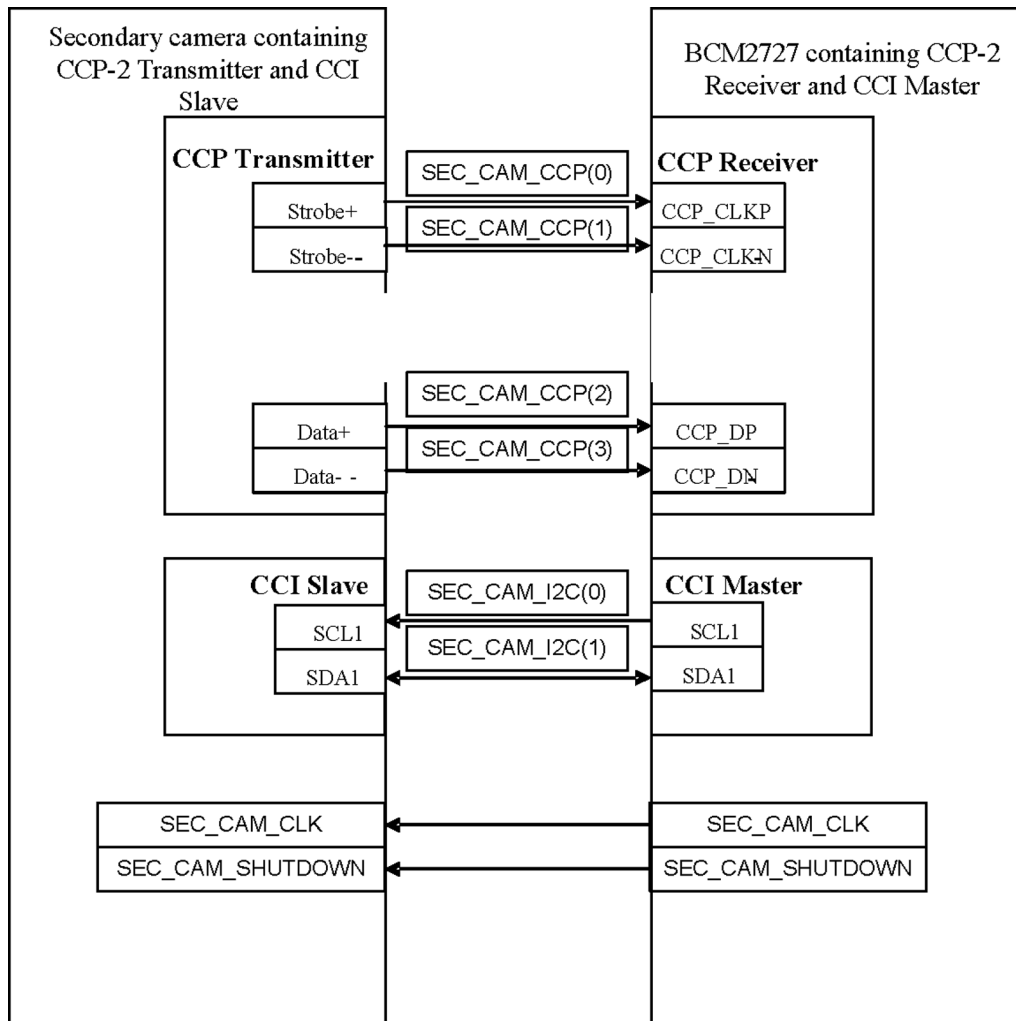 Secondary camera containing
CCP-2 Transmitter and CCI
Slave
BCM2727 containing CCP-2
Receiver and CCI Master
CCP Transmitter
SEC_CAM_CCP(0)
CCP Receiver
Strobe+
CCP_CLKP
SEC_CAM_CCP(1)
Strobe--
CCP_CLKN-
SEC_CAM_CCP(2)
Data+
CCP_DP
SEC_CAM_CCP(3)
Data- -
CCP_DN-
CCI Slave
SEC_CAM_I2C(0)
CCI Master
SCL1
SCL1
SEC_CAM_I2C(1)
SDA1
SDA1
SEC_CAM_CLK
SEC_CAM_CLK
SEC_CAM_SHUTDOWN
SEC_CAM_SHUTDOWN